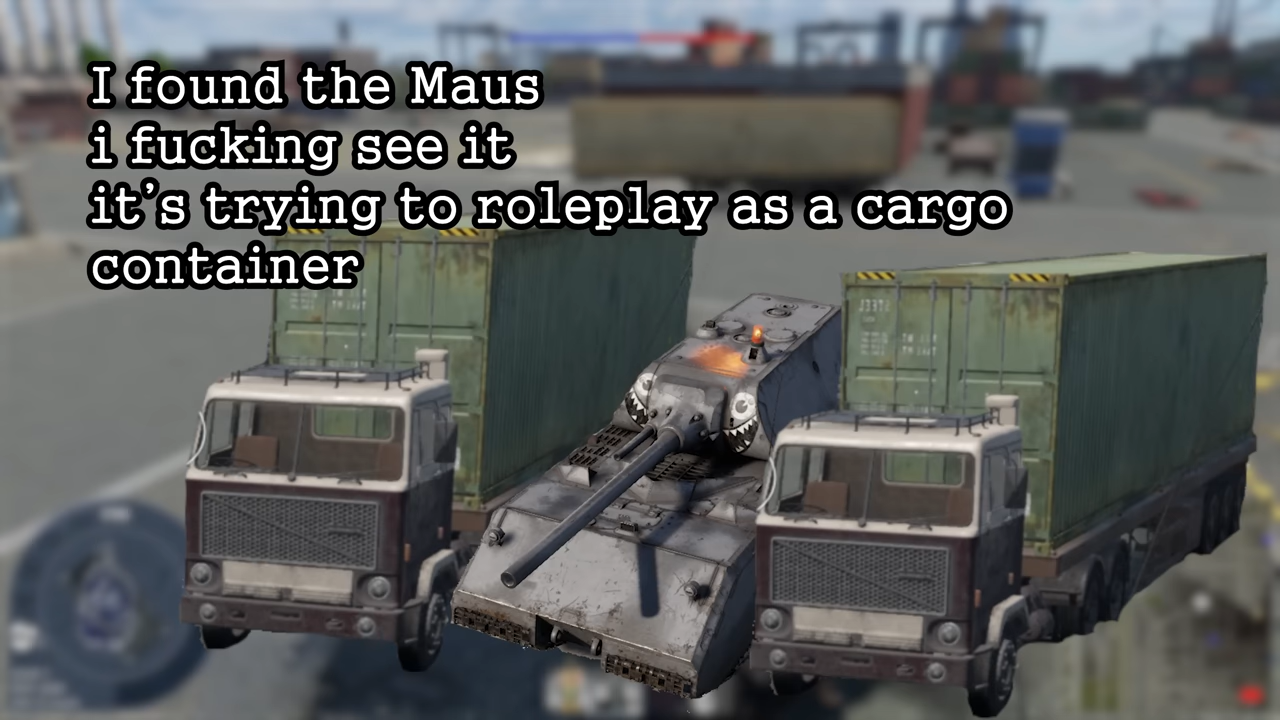 I found the Maus
i fucking see it
it's trying to roleplay as a cargo
container